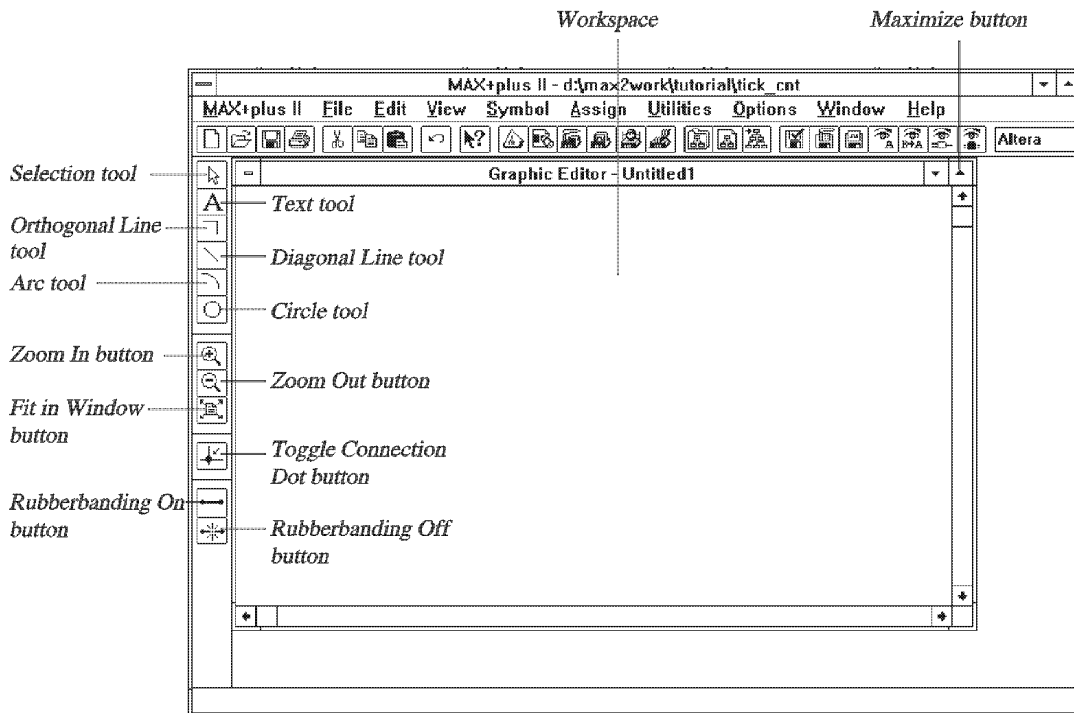 Workspace
Maximize button
MAX+plus II - d:\max2work\tutorial\tick_cnt
MAX+plus II File Edit View Symbol Assign Utilities Options Window Help
Altera
Graphic Editor - Untitled1
Selection tool
A
Text tool
Orthogonal Line
tool
Diagonal Line tool
Arc tool
Circle tool
Zoom In button
Zoom Out button
Fit in Window
button
Toggle Connection
Dot button
Rubberbanding On
button
Rubberbanding Off
button